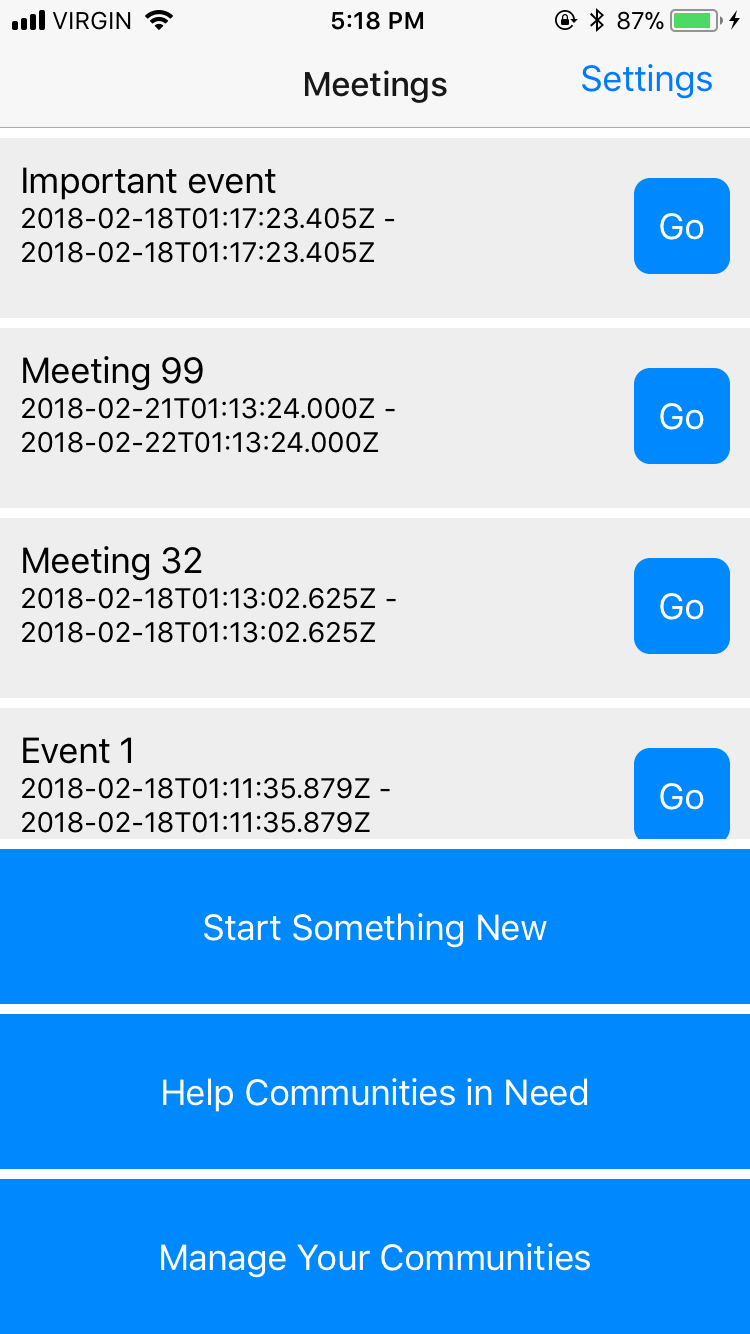 VIRGIN 5:18 PM 87%
Meetings Settings
Important event
2018-02-18T01:17:23.405Z -
2018-02-18T01:17:23.405Z
Go
Meeting 99
2018-02-21T01:13:24.000Z -
2018-02-22T01:13:24.000Z
Go
Meeting 32
2018-02-18T01:13:02.625Z -
2018-02-18T01:13:02.625Z
Go
Event 1
2018-02-18T01:11:35.879Z -
2018-02-18T01:11:35.879Z
Go
Start Something New
Help Communities in Need
Manage Your Communities